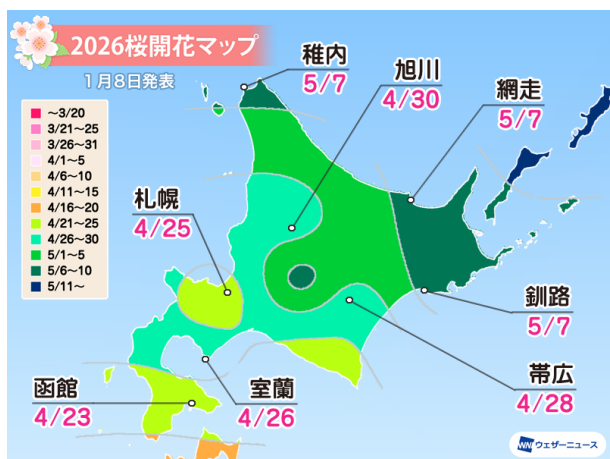 2026桜開花マップ
1月8日発表
～3/20
3/21～25
3/26～31
4/1～5
4/6～10
4/11～15
4/16～20
4/21～25
4/26～30
5/1～5
5/6～10
5/11～
稚内
5/7
旭川
4/30
網走
5/7
札幌
4/25
釧路
5/7
帯広
4/28
室蘭
4/26
函館
4/23
WN ウェザーニュース